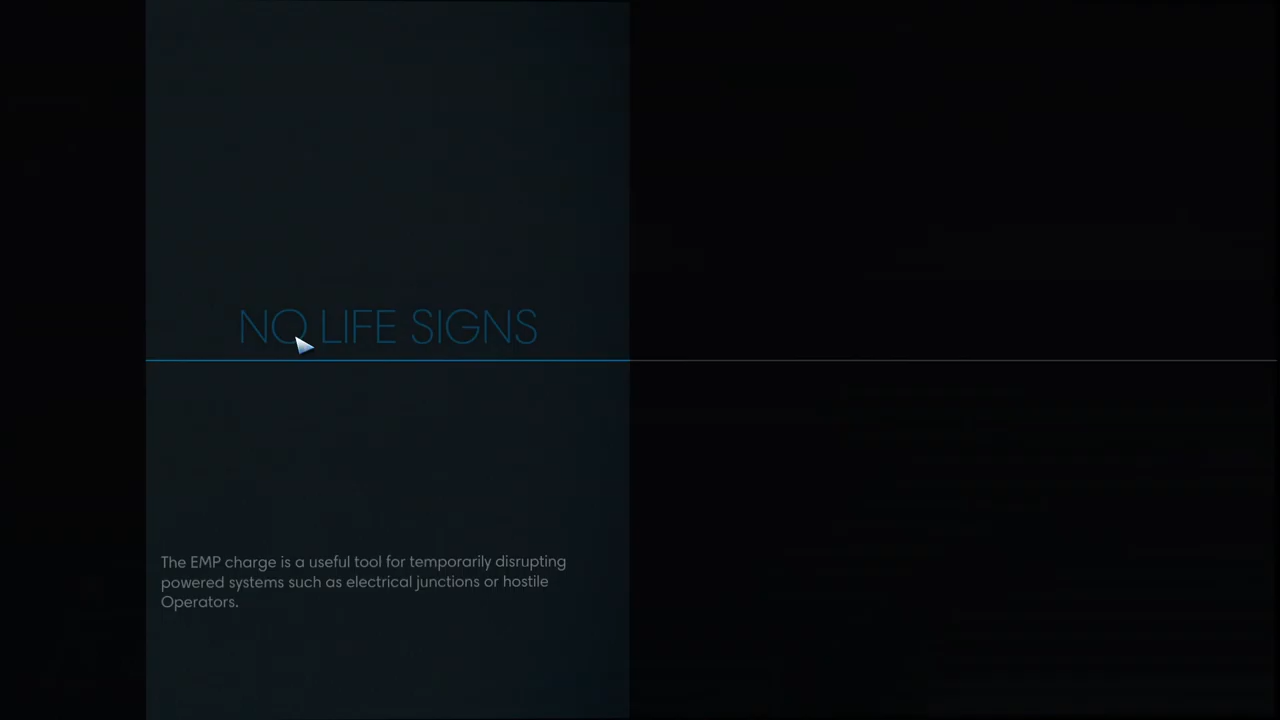 NO LIFE SIGNS
The EMP charge is a useful tool for temporarily disrupting
powered systems such as electrical junctions or hostile
Operators.